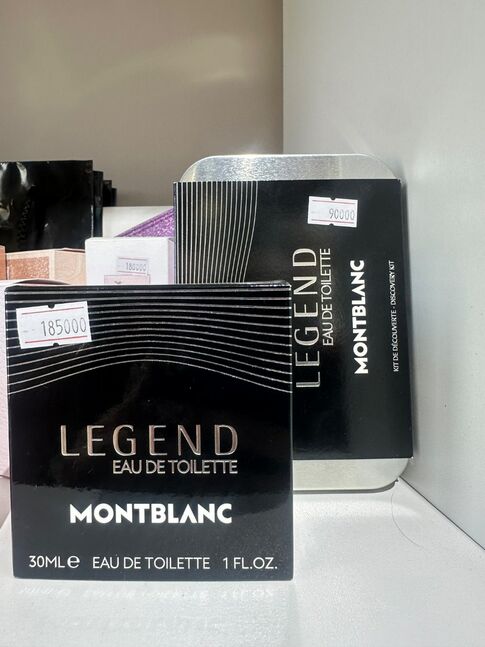 185000
LEGEND
EAU DE TOILETTE
MONTBLANC
30ML e EAU DE TOILETTE 1 FL.OZ.
180000
90000
LEGEND
EAU DE TOILETTE
MONTBLANC
KIT DE DÉCOUVERTE - DISCOVERY KIT